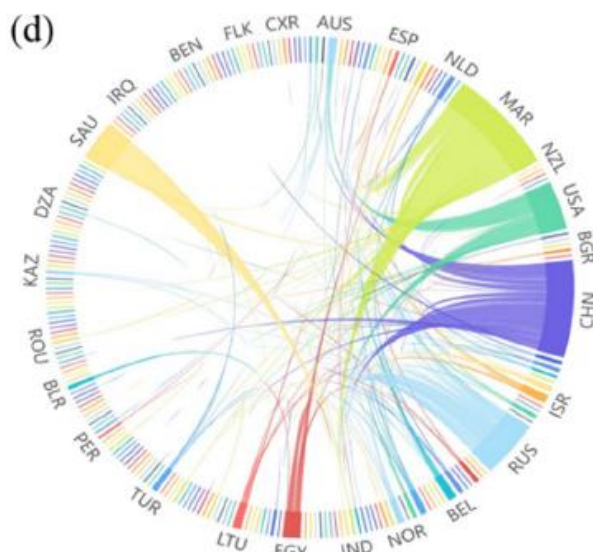 (d)
CXR
AUS
ESP
NLD
MAR
NZL
USA
BGR
CHN
ISR
RUS
BEL
NOR
IND
EGY
LTU
TUR
PER
BLR
ROU
KAZ
DZA
SAU
IRQ
BEN
FLK